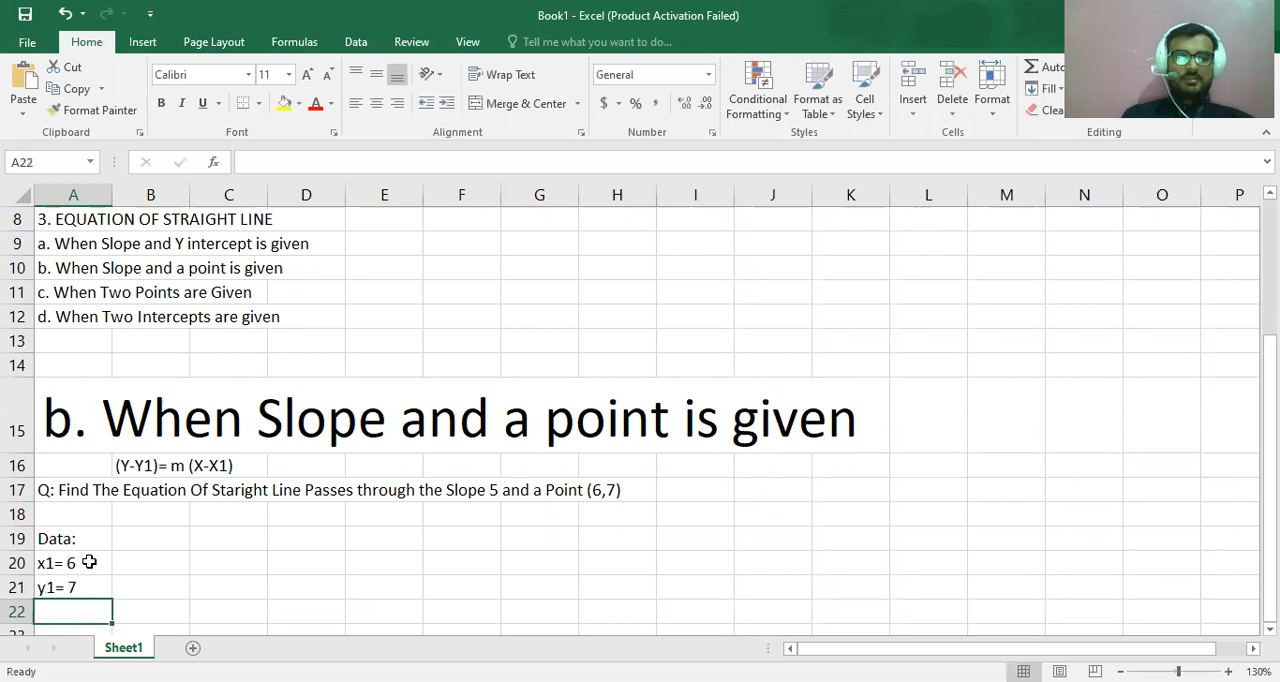 Book1 - Excel (Product Activation Failed)
File Home Insert Page Layout Formulas Data Review View Tell me what you want to do...
Cut
Copy
Format Painter
Paste
Clipboard
Calibri 11
B I U
Font
Wrap Text
Merge & Center
Alignment
General
$ % ,
Number
Conditional Formatting
Format as Table
Cell Styles
Styles
Insert Delete Format
Cells
Auto
Fill
Clea
Editing
A22 fx
A B C D E F G H I J K L M N O P
8 3. EQUATION OF STRAIGHT LINE
9 a. When Slope and Y intercept is given
10 b. When Slope and a point is given
11 c. When Two Points are Given
12 d. When Two Intercepts are given
13
14
15 b. When Slope and a point is given
16 (Y-Y1)= m (X-X1)
17 Q: Find The Equation Of Staright Line Passes through the Slope 5 and a Point (6,7)
18
19 Data:
20 x1= 6
21 y1= 7
22
23
Sheet1
Ready 130%